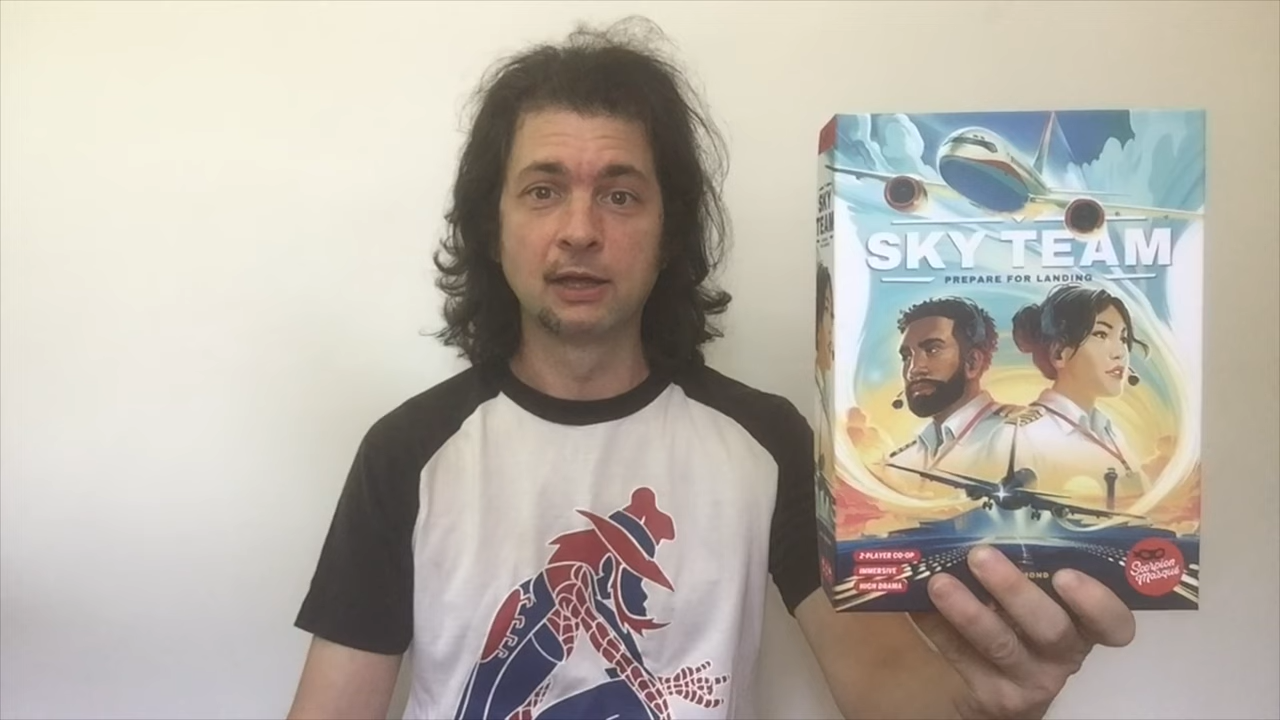 SKY TEAM
PREPARE FOR LANDING
SKY
TEAM
2-PLAYER CO-OP
IMMERSIVE
HIGH DRAMA
Scorpion
Masqué